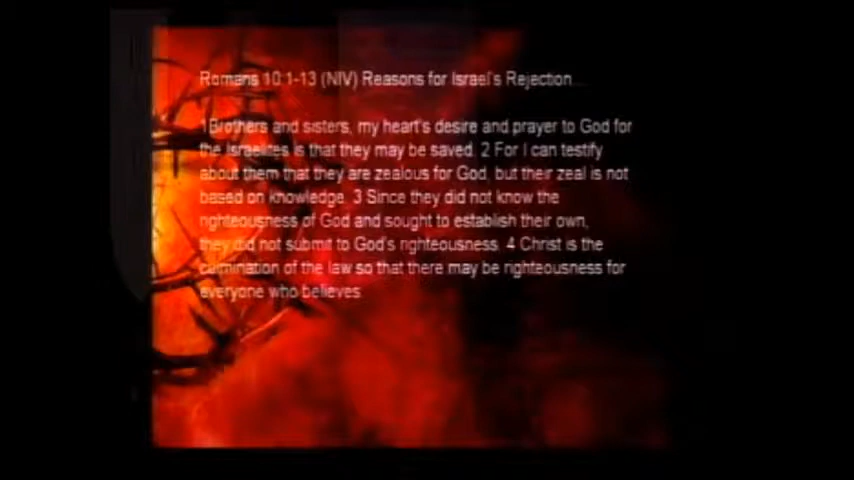 Romans 10:1-13 (NIV) Reasons for Israel's Rejection...
1Brothers and sisters, my heart's desire and prayer to God for
the Israelites is that they may be saved. 2 For I can testify
about them that they are zealous for God, but their zeal is not
based on knowledge. 3 Since they did not know the
righteousness of God and sought to establish their own,
they did not submit to God's righteousness. 4 Christ is the
culmination of the law so that there may be righteousness for
everyone who believes.